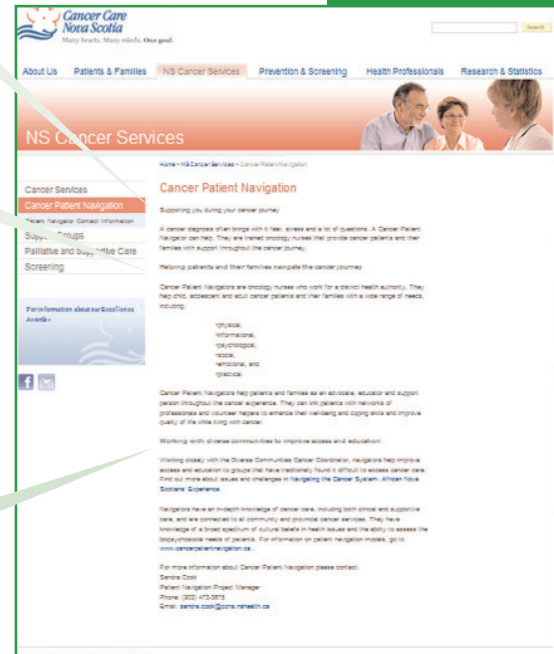 Cancer Care
Nova Scotia
Many hearts. Many minds. One goal.
Search
About Us Patients & Families NS Cancer Services Prevention & Screening Health Professionals Research & Statistics
NS Cancer Services
Home > NS Cancer Services > Cancer Patient Navigation
Cancer Services
Cancer Patient Navigation
Patient Navigator Contact Information
Support Groups
Palliative and Supportive Care
Screening
For information about our Excellence
Awards »
Cancer Patient Navigation
Supporting you during your cancer journey
A cancer diagnosis often brings with it fear, stress and a lot of questions. A Cancer Patient
Navigator can help. They are trained oncology nurses that provide cancer patients and their
families with support throughout the cancer journey.
Helping patients and their families navigate the cancer journey
Cancer Patient Navigators are oncology nurses who work for a district health authority. They
help child, adolescent and adult cancer patients and their families with a wide range of needs,
including:
•physical,
•informational,
•psychological,
•social,
•emotional, and
•practical.
Cancer Patient Navigators help patients and families as an advocate, educator and support
person throughout the cancer experience. They can link patients with networks of
professionals and volunteer helpers to enhance their well-being and coping skills and improve
quality of life while living with cancer.
Working with diverse communities to improve access and education
Working closely with the Diverse Communities Cancer Coordinator, navigators help improve
access and education to groups that have traditionally found it difficult to access cancer care.
Find out more about issues and challenges in Navigating the Cancer System: African Nova
Scotians' Experience.
Navigators have an indepth knowledge of cancer care, including both clinical and supportive
care, and are connected to all community and provincial cancer services. They have
knowledge of a broad spectrum of cultural beliefs in health issues and the ability to assess the
biopsychosocial needs of patients. For information on patient navigation models, go to
www.cancerpatientnavigation.ca .
For more information about Cancer Patient Navigation please contact:
Sandra Cook
Patient Navigation Project Manager
Phone: (902) 473-3675
Email: sandra.cook@ccns.nshealth.ca